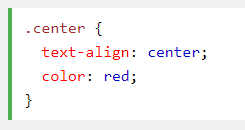 .center {
  text-align: center;
  color: red;
}